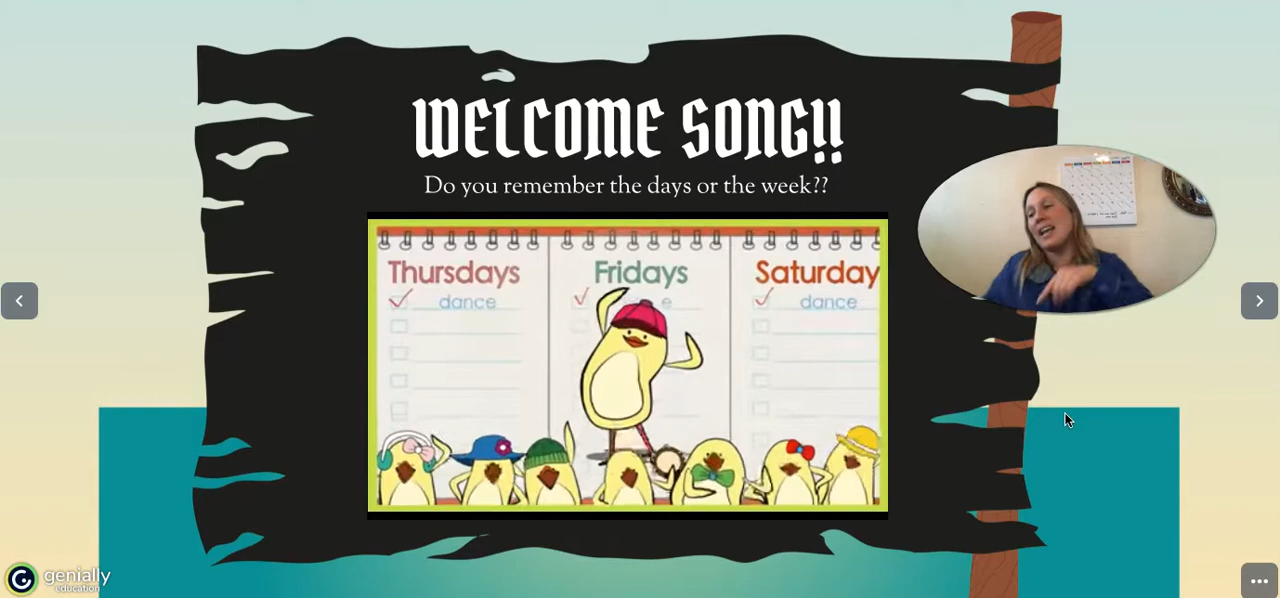 WELCOME SONG!!
Do you remember the days or the week??
Thursdays Fridays Saturday
dance dance
genially
education